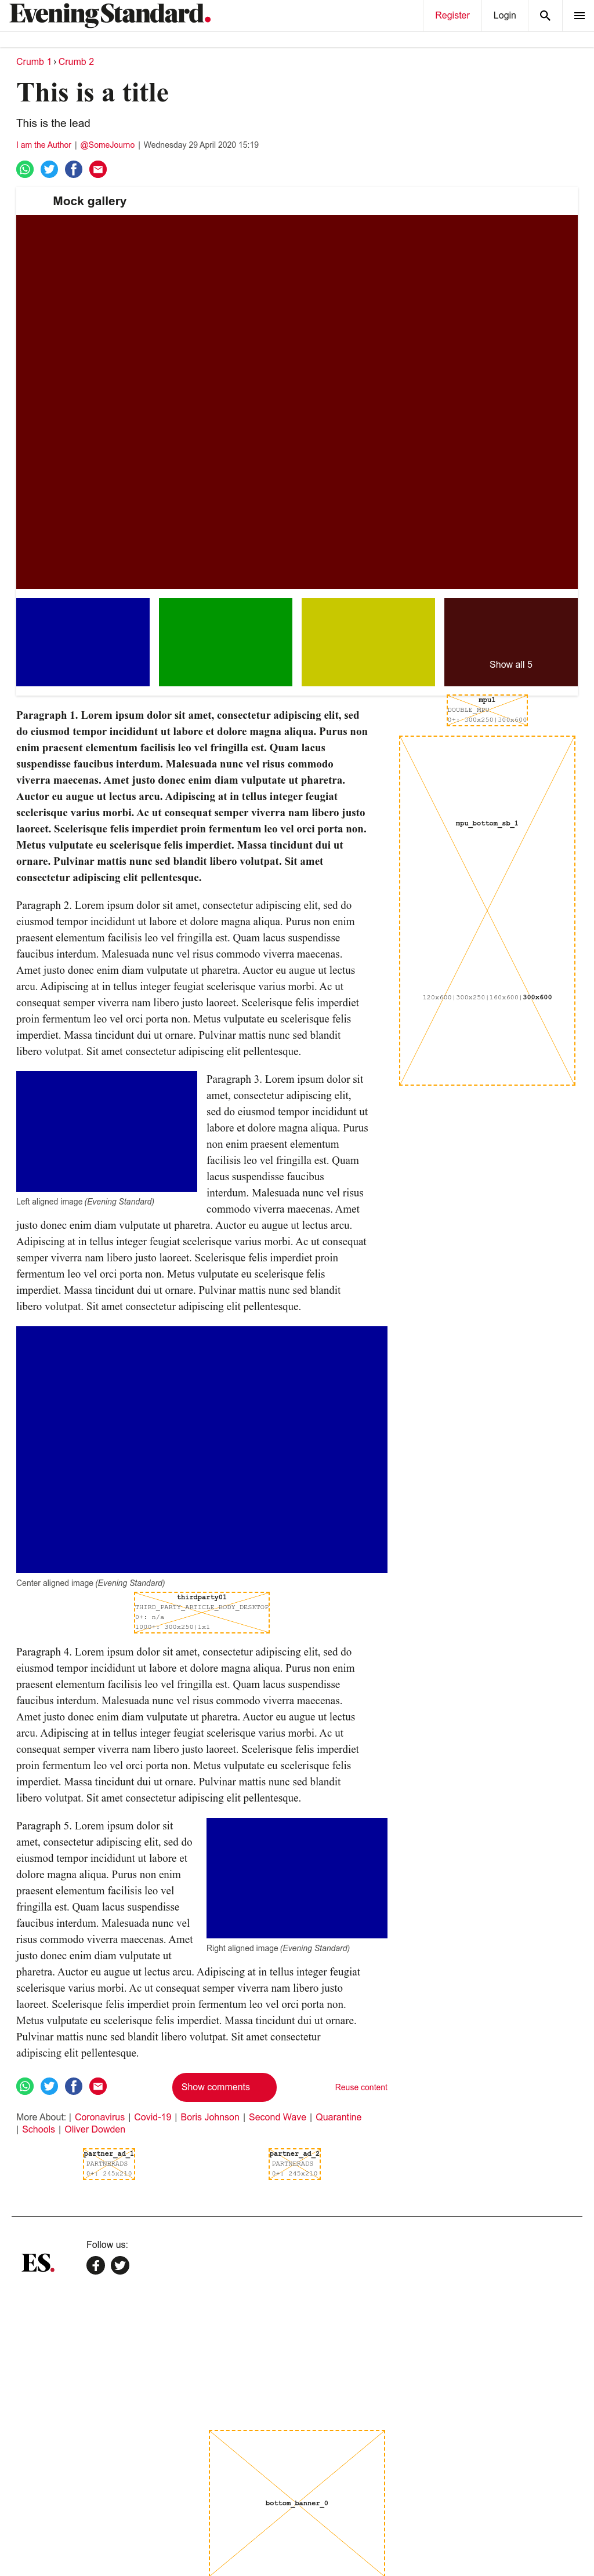 Evening Standard.
Register
Login
Crumb 1 › Crumb 2
This is a title
This is the lead
I am the Author | @SomeJourno | Wednesday 29 April 2020 15:19
Mock gallery
Show all 5
mpu1
DOUBLE_MPU
0+: 300x250|300x600
Paragraph 1. Lorem ipsum dolor sit amet, consectetur adipiscing elit, sed
do eiusmod tempor incididunt ut labore et dolore magna aliqua. Purus non
enim praesent elementum facilisis leo vel fringilla est. Quam lacus
suspendisse faucibus interdum. Malesuada nunc vel risus commodo
viverra maecenas. Amet justo donec enim diam vulputate ut pharetra.
Auctor eu augue ut lectus arcu. Adipiscing at in tellus integer feugiat
scelerisque varius morbi. Ac ut consequat semper viverra nam libero justo
laoreet. Scelerisque felis imperdiet proin fermentum leo vel orci porta non.
Metus vulputate eu scelerisque felis imperdiet. Massa tincidunt dui ut
ornare. Pulvinar mattis nunc sed blandit libero volutpat. Sit amet
consectetur adipiscing elit pellentesque.
mpu_bottom_sb_1
120x600|300x250|160x600|300x600
Paragraph 2. Lorem ipsum dolor sit amet, consectetur adipiscing elit, sed do
eiusmod tempor incididunt ut labore et dolore magna aliqua. Purus non enim
praesent elementum facilisis leo vel fringilla est. Quam lacus suspendisse
faucibus interdum. Malesuada nunc vel risus commodo viverra maecenas.
Amet justo donec enim diam vulputate ut pharetra. Auctor eu augue ut lectus
arcu. Adipiscing at in tellus integer feugiat scelerisque varius morbi. Ac ut
consequat semper viverra nam libero justo laoreet. Scelerisque felis imperdiet
proin fermentum leo vel orci porta non. Metus vulputate eu scelerisque felis
imperdiet. Massa tincidunt dui ut ornare. Pulvinar mattis nunc sed blandit
libero volutpat. Sit amet consectetur adipiscing elit pellentesque.
Left aligned image (Evening Standard)
Paragraph 3. Lorem ipsum dolor sit
amet, consectetur adipiscing elit,
sed do eiusmod tempor incididunt ut
labore et dolore magna aliqua. Purus
non enim praesent elementum
facilisis leo vel fringilla est. Quam
lacus suspendisse faucibus
interdum. Malesuada nunc vel risus
commodo viverra maecenas. Amet
justo donec enim diam vulputate ut pharetra. Auctor eu augue ut lectus arcu.
Adipiscing at in tellus integer feugiat scelerisque varius morbi. Ac ut consequat
semper viverra nam libero justo laoreet. Scelerisque felis imperdiet proin
fermentum leo vel orci porta non. Metus vulputate eu scelerisque felis
imperdiet. Massa tincidunt dui ut ornare. Pulvinar mattis nunc sed blandit
libero volutpat. Sit amet consectetur adipiscing elit pellentesque.
Center aligned image (Evening Standard)
thirdparty01
THIRD_PARTY_ARTICLE_BODY_DESKTOP
0+: n/a
1000+: 300x250|1x1
Paragraph 4. Lorem ipsum dolor sit amet, consectetur adipiscing elit, sed do
eiusmod tempor incididunt ut labore et dolore magna aliqua. Purus non enim
praesent elementum facilisis leo vel fringilla est. Quam lacus suspendisse
faucibus interdum. Malesuada nunc vel risus commodo viverra maecenas.
Amet justo donec enim diam vulputate ut pharetra. Auctor eu augue ut lectus
arcu. Adipiscing at in tellus integer feugiat scelerisque varius morbi. Ac ut
consequat semper viverra nam libero justo laoreet. Scelerisque felis imperdiet
proin fermentum leo vel orci porta non. Metus vulputate eu scelerisque felis
imperdiet. Massa tincidunt dui ut ornare. Pulvinar mattis nunc sed blandit
libero volutpat. Sit amet consectetur adipiscing elit pellentesque.
Paragraph 5. Lorem ipsum dolor sit
amet, consectetur adipiscing elit, sed do
eiusmod tempor incididunt ut labore et
dolore magna aliqua. Purus non enim
praesent elementum facilisis leo vel
fringilla est. Quam lacus suspendisse
faucibus interdum. Malesuada nunc vel
risus commodo viverra maecenas. Amet
justo donec enim diam vulputate ut
Right aligned image (Evening Standard)
pharetra. Auctor eu augue ut lectus arcu. Adipiscing at in tellus integer feugiat
scelerisque varius morbi. Ac ut consequat semper viverra nam libero justo
laoreet. Scelerisque felis imperdiet proin fermentum leo vel orci porta non.
Metus vulputate eu scelerisque felis imperdiet. Massa tincidunt dui ut ornare.
Pulvinar mattis nunc sed blandit libero volutpat. Sit amet consectetur
adipiscing elit pellentesque.
Show comments
Reuse content
More About: | Coronavirus | Covid-19 | Boris Johnson | Second Wave | Quarantine
| Schools | Oliver Dowden
partner_ad_1
PARTNERADS
0+: 245x210
partner_ad_2
PARTNERADS
0+: 245x210
ES.
Follow us:
bottom_banner_0